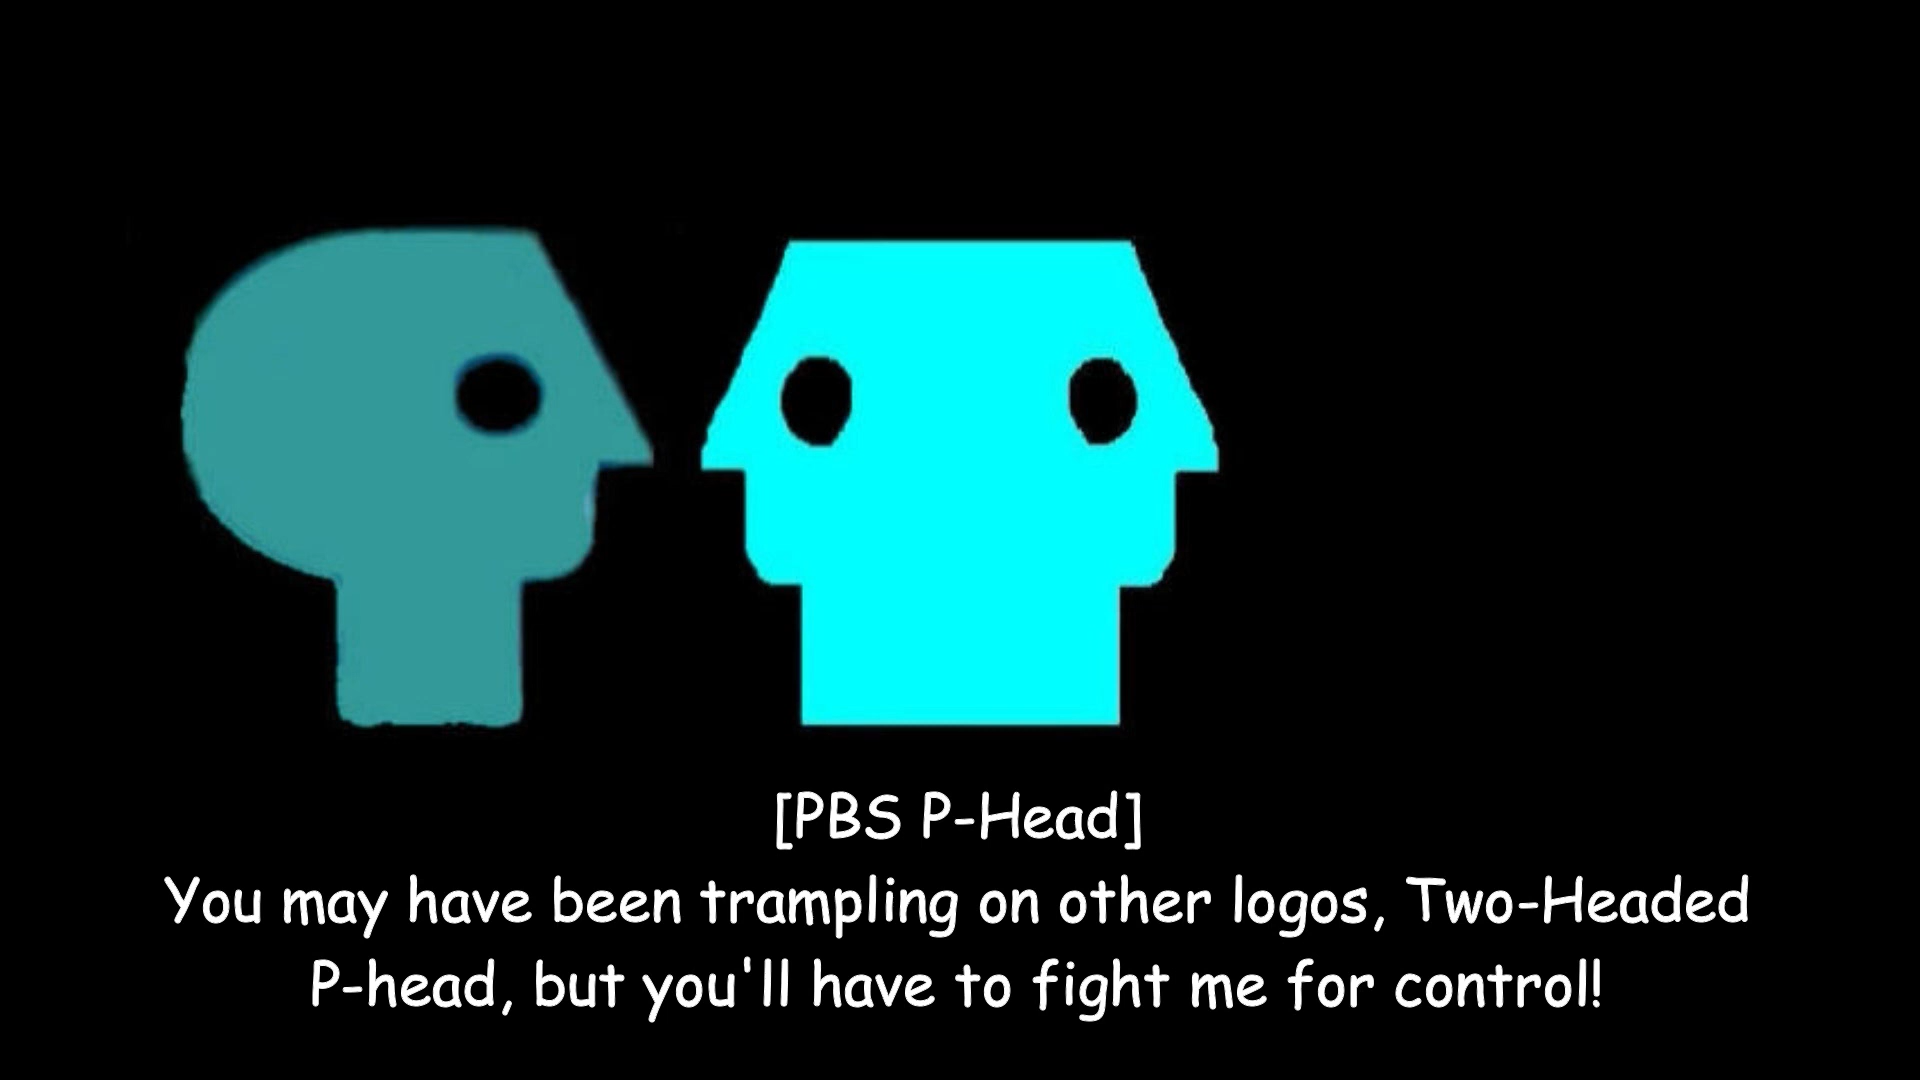 [PBS P-Head]
You may have been trampling on other logos, Two-Headed
P-head, but you'll have to fight me for control!